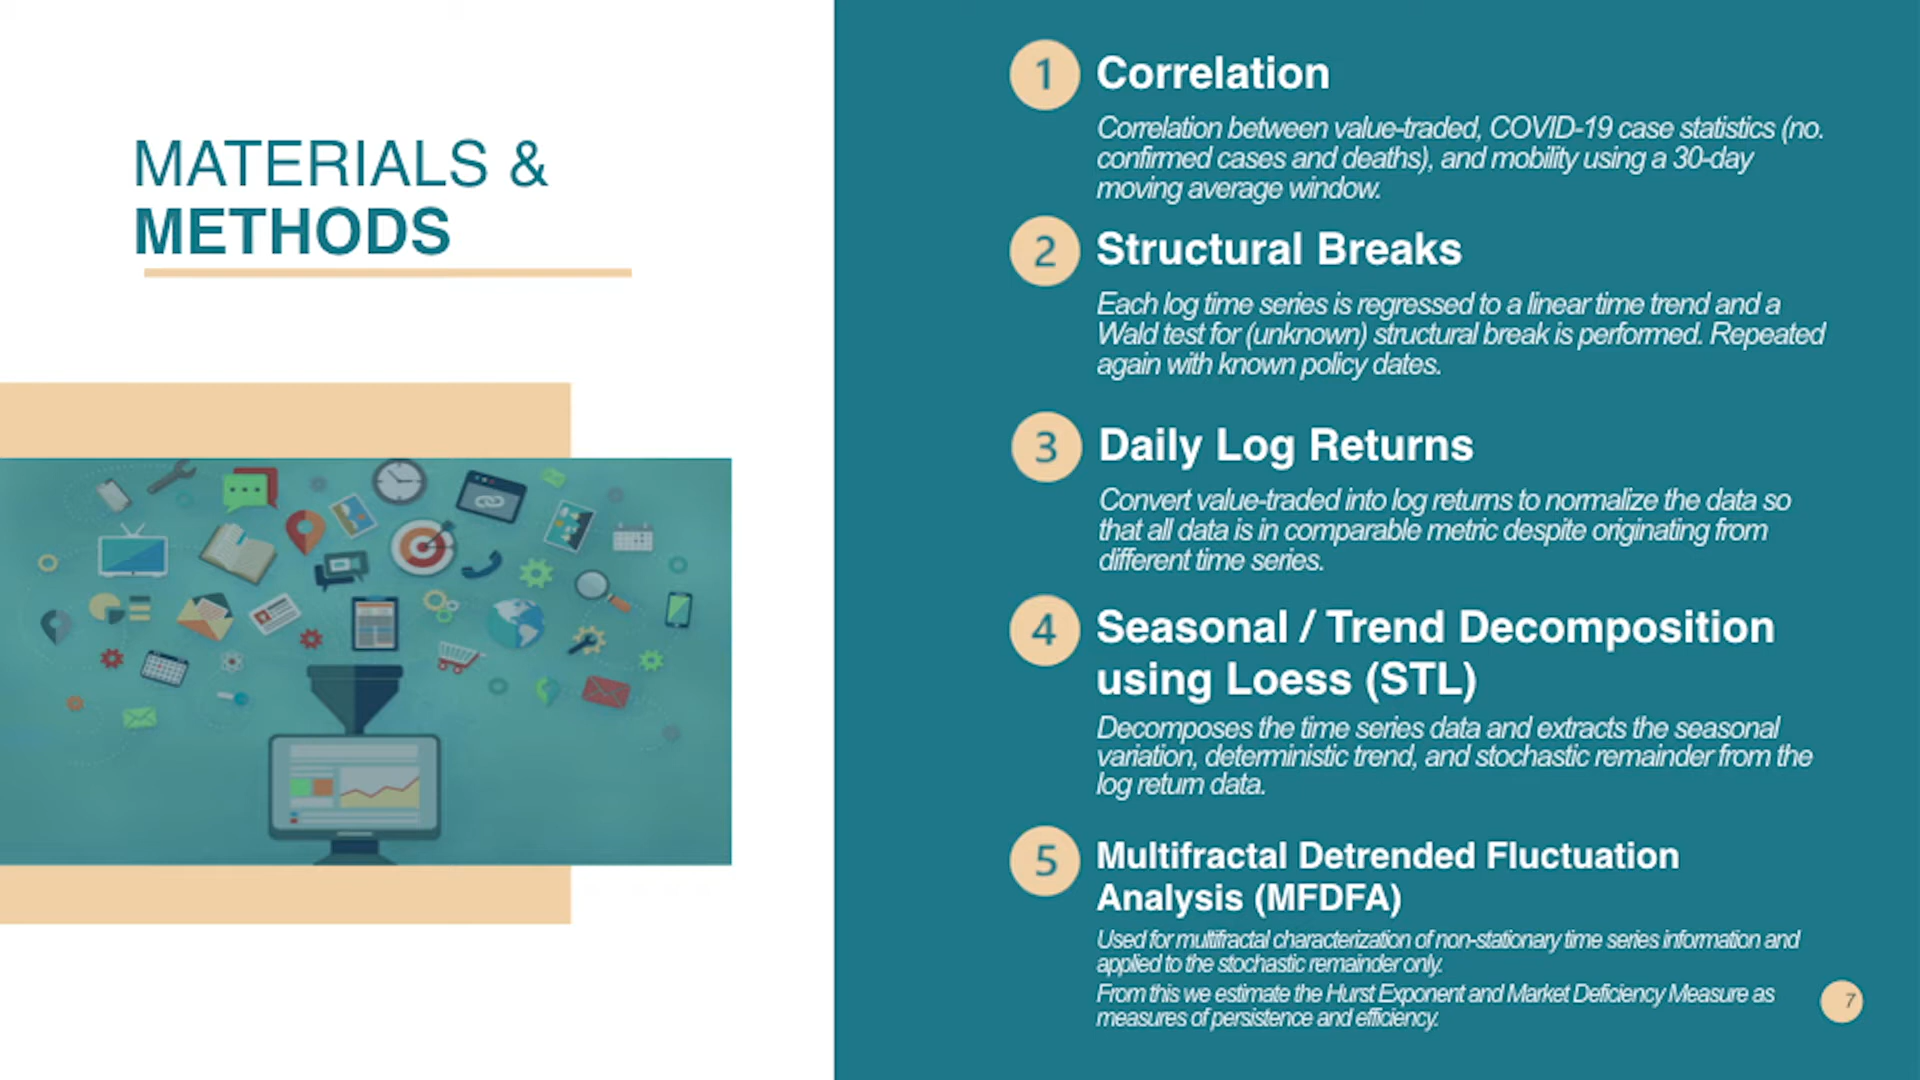 MATERIALS &
METHODS
1 Correlation
Correlation between value-traded, COVID-19 case statistics (no.
confirmed cases and deaths), and mobility using a 30-day
moving average window.
2 Structural Breaks
Each log time series is regressed to a linear time trend and a
Wald test for (unknown) structural break is performed. Repeated
again with known policy dates.
3 Daily Log Returns
Convert value-traded into log returns to normalize the data so
that all data is in comparable metric despite originating from
different time series.
4 Seasonal / Trend Decomposition
using Loess (STL)
Decomposes the time series data and extracts the seasonal
variation, deterministic trend, and stochastic remainder from the
log return data.
5 Multifractal Detrended Fluctuation
Analysis (MFDFA)
Used for multifractal characterization of non-stationary time series information and
applied to the stochastic remainder only.
From this we estimate the Hurst Exponent and Market Deficiency Measure as
measures of persistence and efficiency.
7